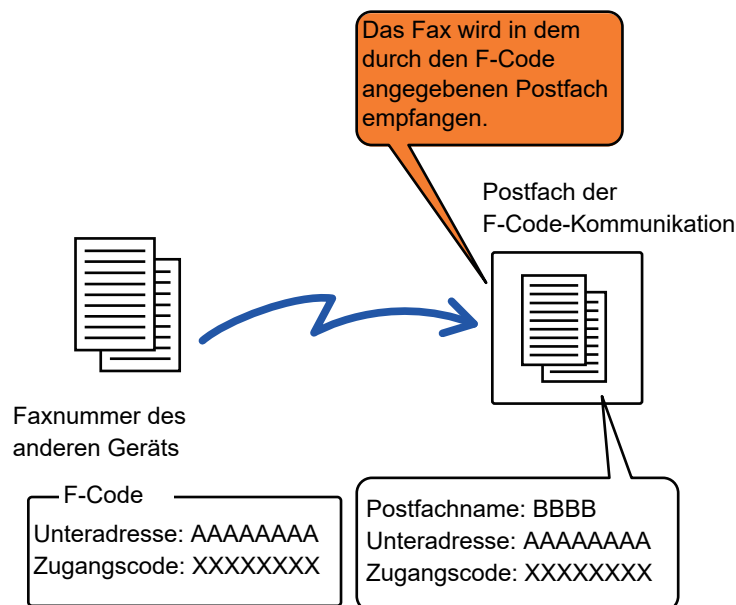 Das Fax wird in dem
durch den F-Code
angegebenen Postfach
empfangen.
Postfach der
F-Code-Kommunikation
Faxnummer des
anderen Geräts
F-Code
Unteradresse: AAAAAAAA
Zugangscode: XXXXXXXX
Postfachname: BBBB
Unteradresse: AAAAAAAA
Zugangscode: XXXXXXXX